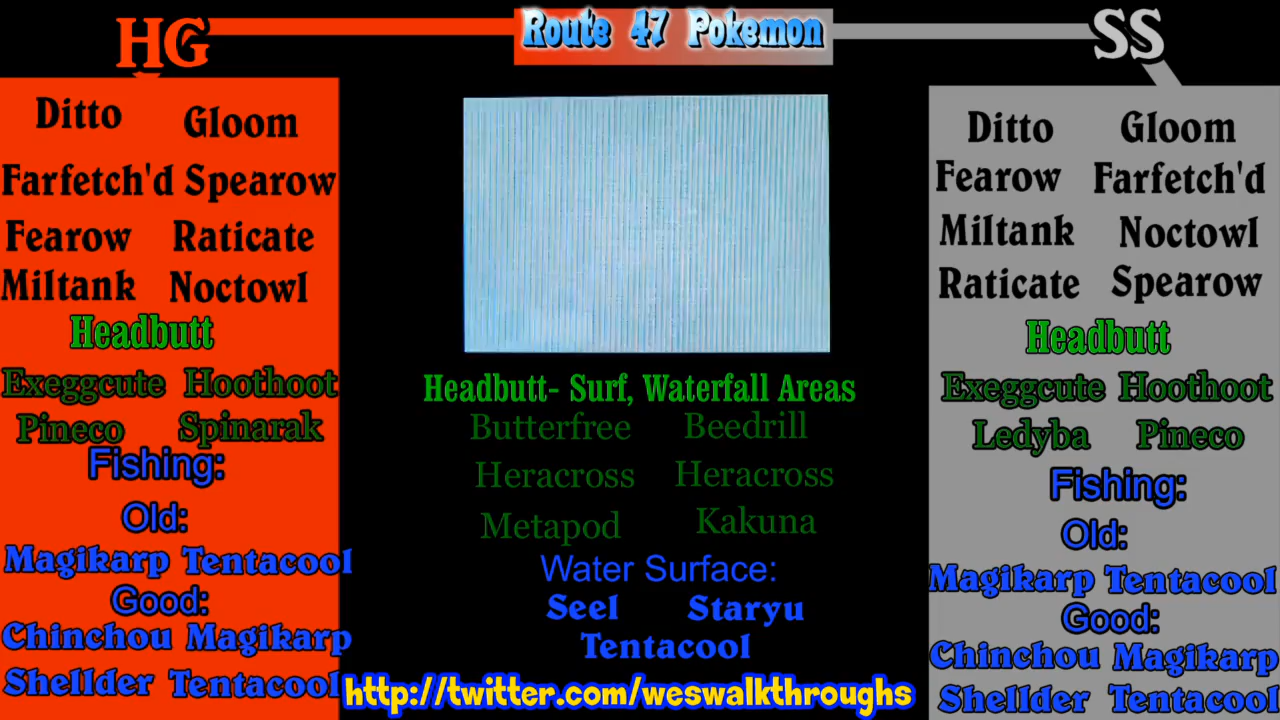 HG
Route 47 Pokemon
SS
Ditto Gloom
Farfetch'd Spearow
Fearow Raticate
Miltank Noctowl
Headbutt
Exeggcute Hoothoot
Pineco Spinarak
Fishing:
Old:
Magikarp Tentacool
Good:
Chinchou Magikarp
Shellder Tentacool
Headbutt- Surf, Waterfall Areas
Butterfree Beedrill
Heracross Heracross
Metapod Kakuna
Water Surface:
Seel Staryu
Tentacool
http://twitter.com/weswalkthroughs
Ditto Gloom
Fearow Farfetch'd
Miltank Noctowl
Raticate Spearow
Headbutt
Exeggcute Hoothoot
Ledyba Pineco
Fishing:
Old:
Magikarp Tentacool
Good:
Chinchou Magikarp
Shellder Tentacool